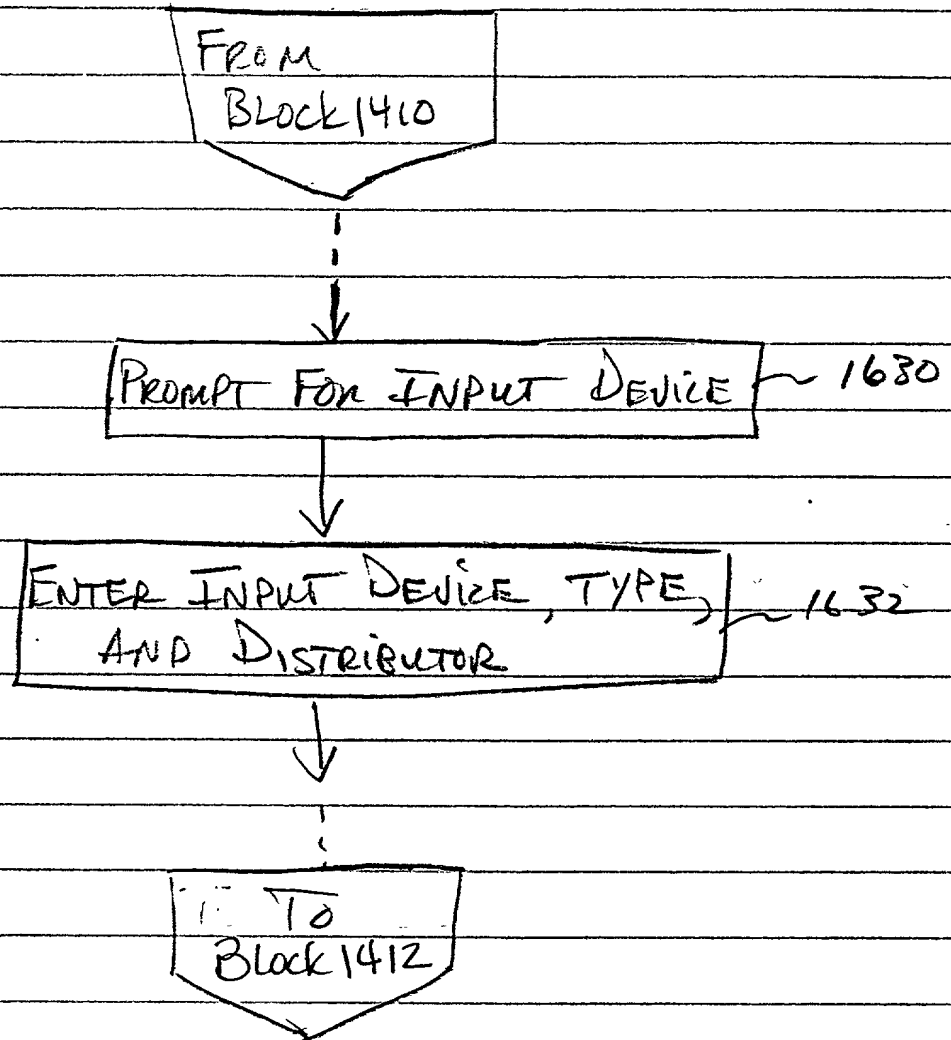 FROM
BLOCK 1410
PROMPT FOR INPUT DEVICE
1630
ENTER INPUT DEVICE, TYPE,
AND DISTRIBUTOR
1632
TO
BLOCK 1412